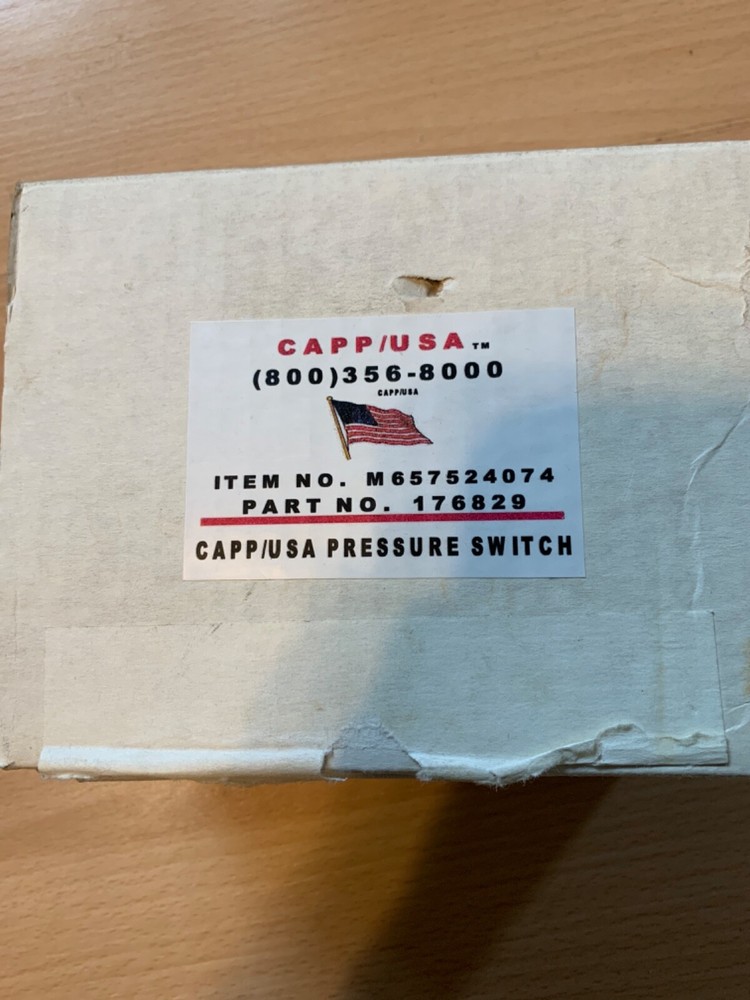 CAPP/USA™
(800)356-8000
CAPP/USA
ITEM NO. M657524074
PART NO. 176829
CAPP/USA PRESSURE SWITCH